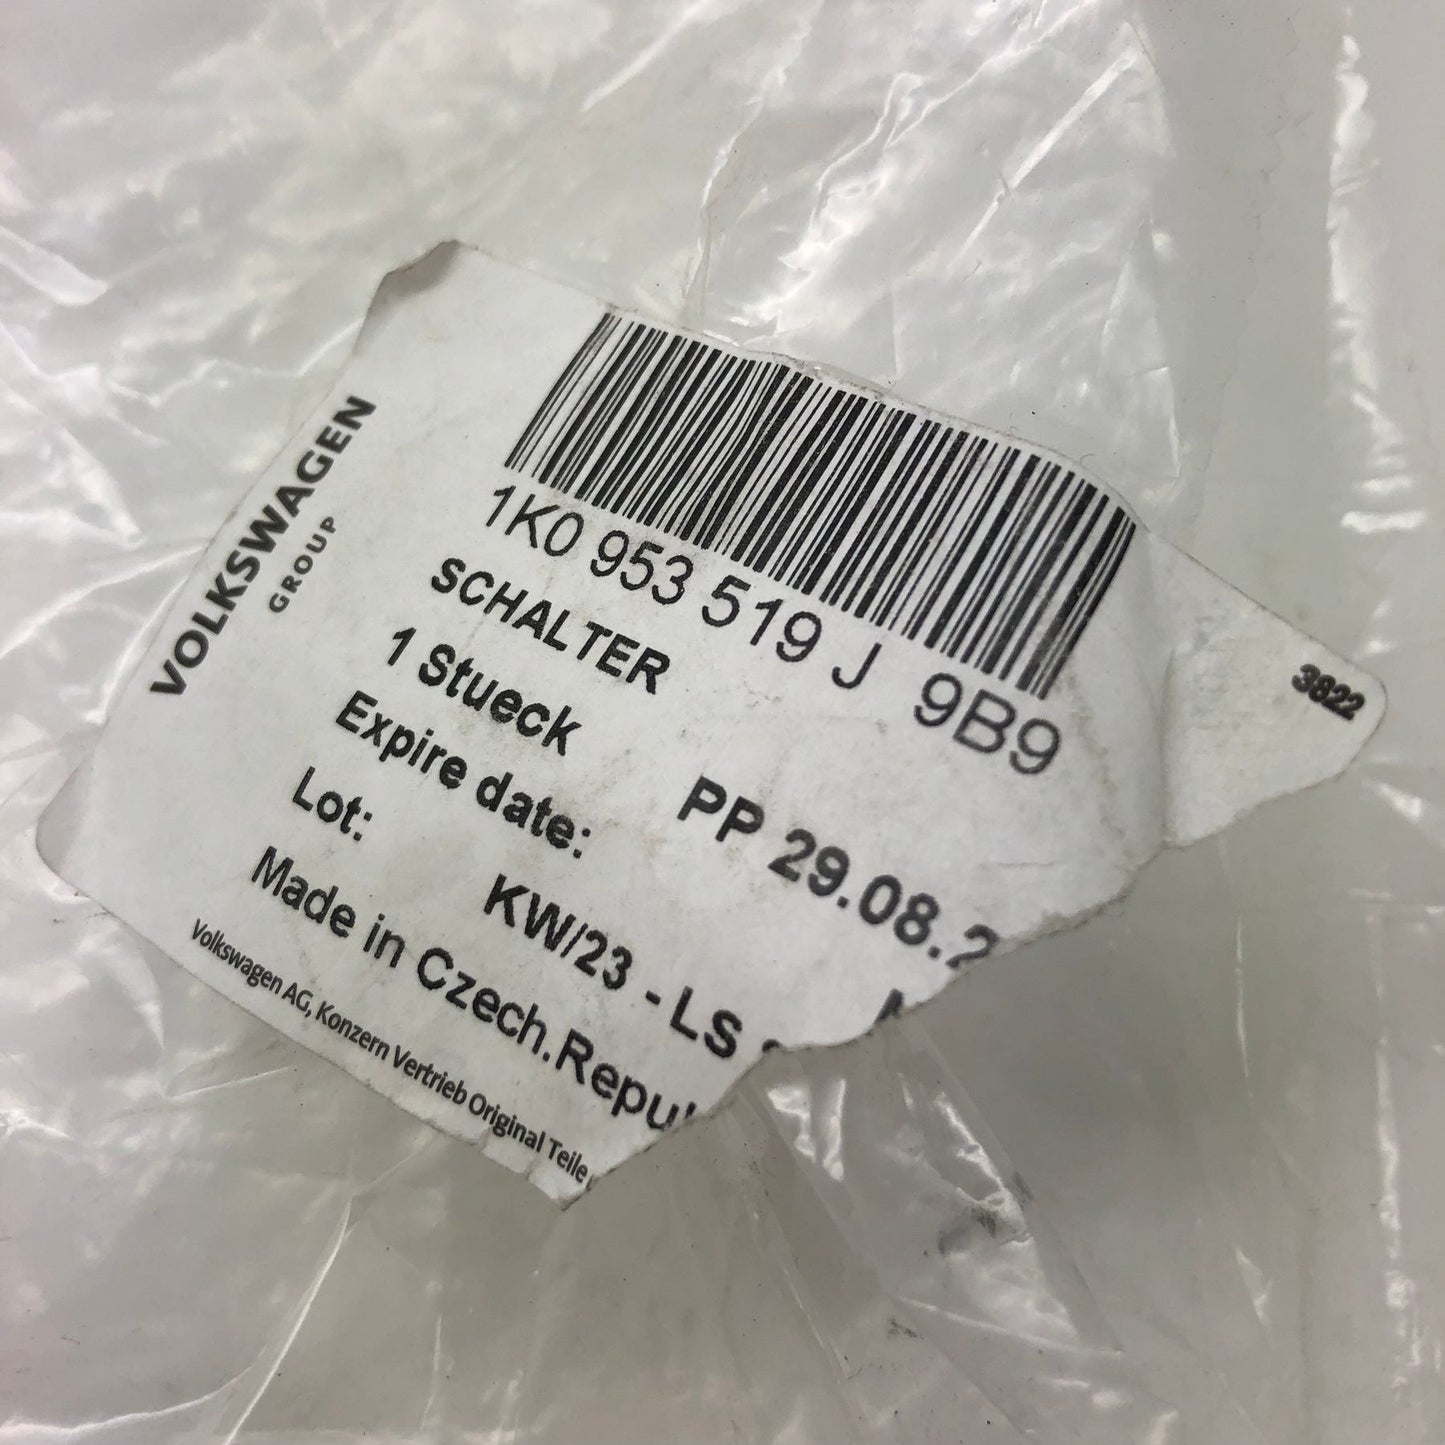 VOLKSWAGEN
GROUP
1K0 953 519 J 9B9
3822
SCHALTER
1 Stueck PP 29.08.2
Expire date:
Lot: KW/23 - LS
Made in Czech.Repu
Volkswagen AG, Konzern Vertrieb Original Teile